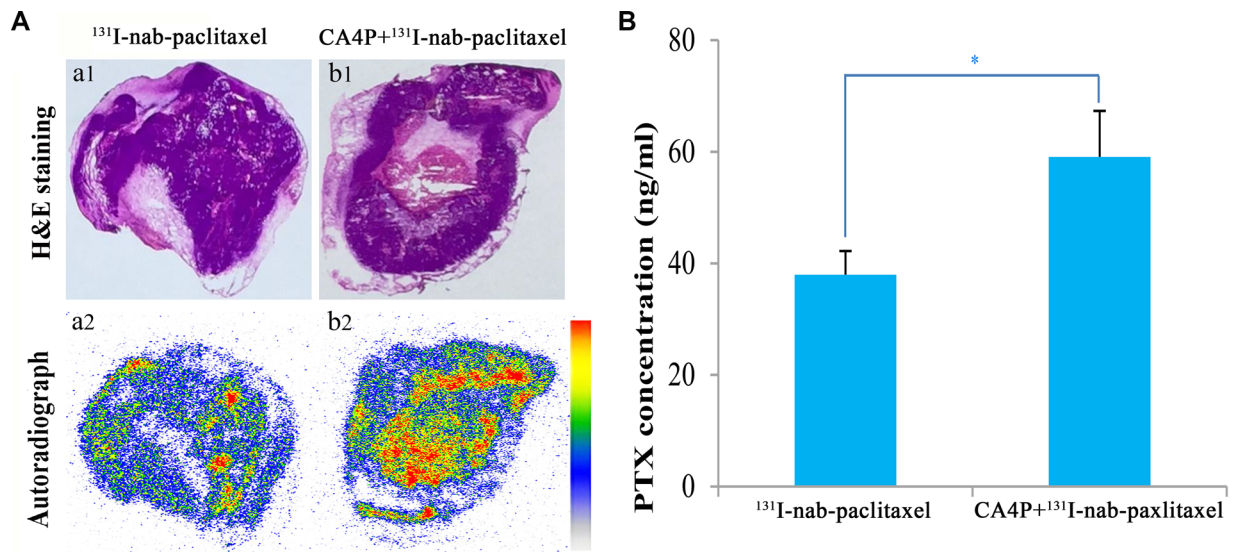 A
¹³¹I-nab-paclitaxel
CA4P+¹³¹I-nab-paclitaxel
H&E staining
a1
b1
Autoradiograph
a2
b2
B
PTX concentration (ng/ml)
80
60
40
20
0
*
¹³¹I-nab-paclitaxel
CA4P+¹³¹I-nab-paxlitaxel